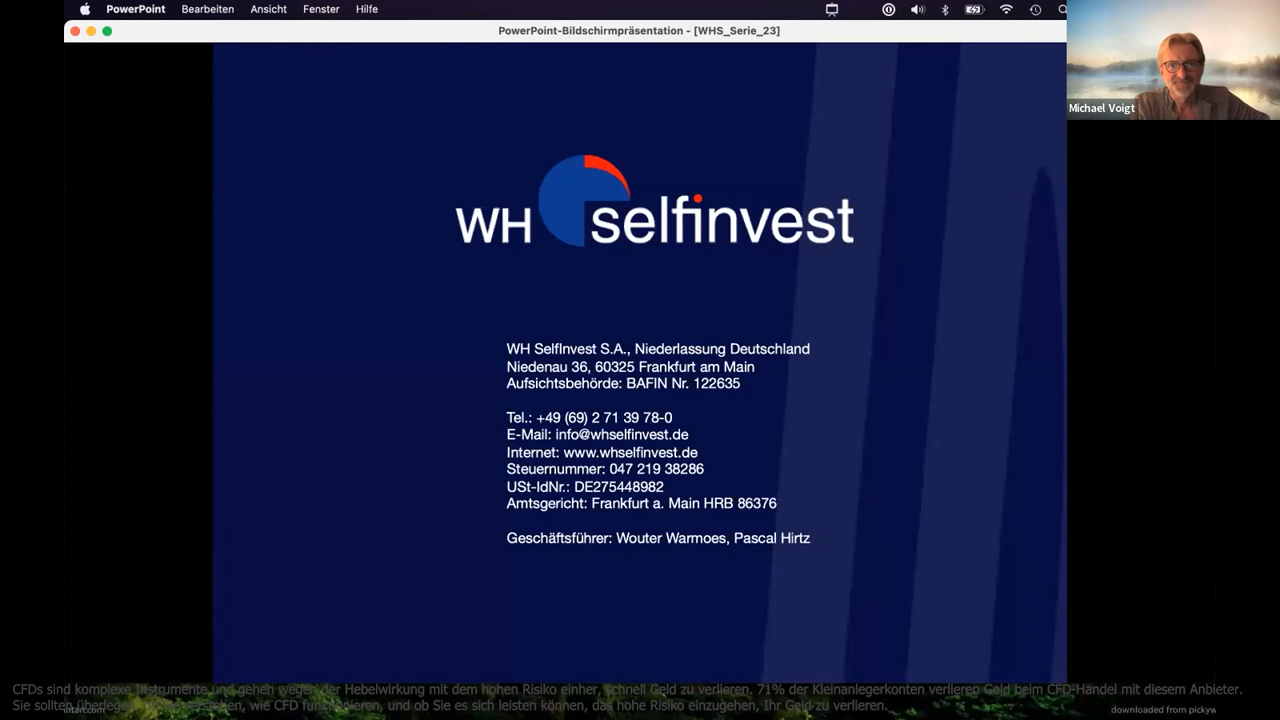 PowerPoint Bearbeiten Ansicht Fenster Hilfe
PowerPoint-Bildschirmpräsentation - [WHS_Serie_23]
Michael Voigt
WH selfinvest
WH SelfInvest S.A., Niederlassung Deutschland
Niedenau 36, 60325 Frankfurt am Main
Aufsichtsbehörde: BAFIN Nr. 122635
Tel.: +49 (69) 2 71 39 78-0
E-Mail: info@whselfinvest.de
Internet: www.whselfinvest.de
Steuernummer: 047 219 38286
USt-IdNr.: DE275448982
Amtsgericht: Frankfurt a. Main HRB 86376
Geschäftsführer: Wouter Warmoes, Pascal Hirtz
CFDs sind komplexe Instrumente und gehen wegen der Hebelwirkung mit dem hohen Risiko einher, schnell Geld zu verlieren. 71% der Kleinanlegerkonten verlieren Geld beim CFD-Handel mit diesem Anbieter.
Sie sollten überlegen, wie CFD funktionieren, und ob Sie es sich leisten können, das hohe Risiko einzugehen, Ihr Geld zu verlieren.
downloaded from pickyw